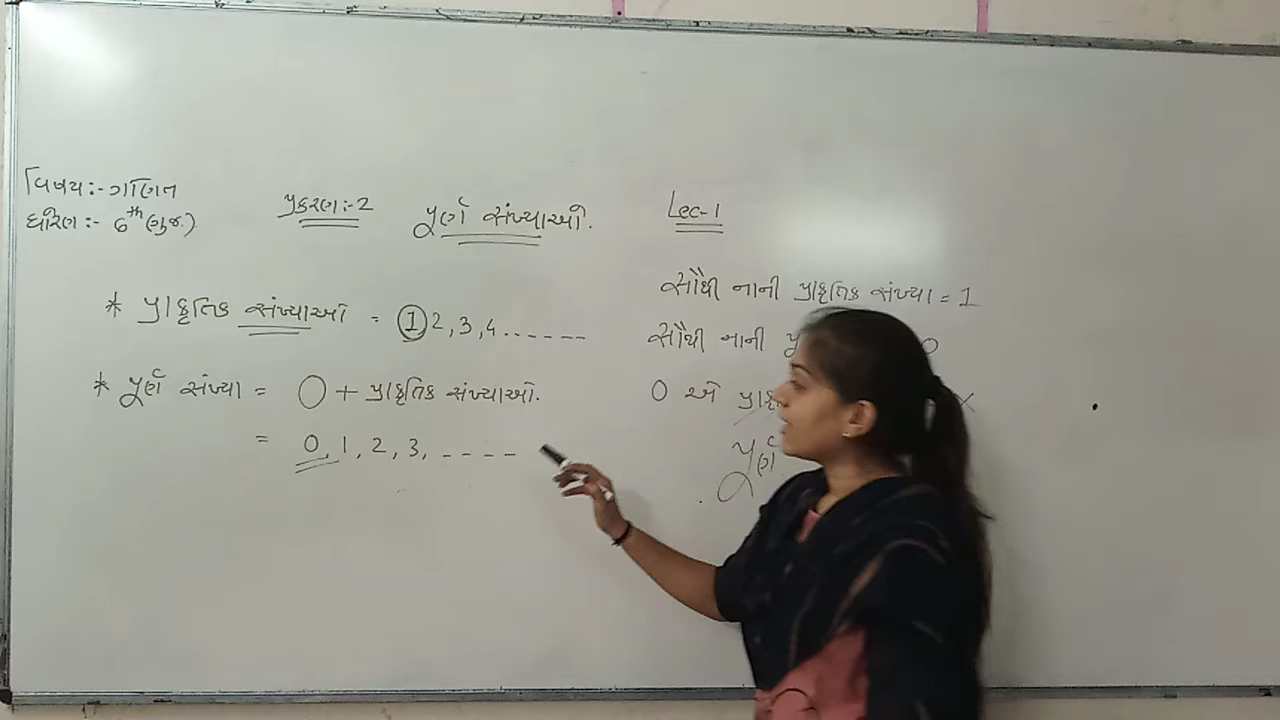 વિષય:- ગણિત
ધોરણ:- 6th (ગુજ.)
પ્રકરણ:-2
પૂર્ણ સંખ્યાઓ.
Lec-1
* પ્રાકૃતિક સંખ્યાઓ = 1 2, 3, 4 ------
* પૂર્ણ સંખ્યા = 0 + પ્રાકૃતિક સંખ્યાઓ.
= 0, 1, 2, 3, ----
સૌથી નાની પ્રાકૃતિક સંખ્યા = 1
સૌથી નાની 0
0 એ ×
પૂર્ણ